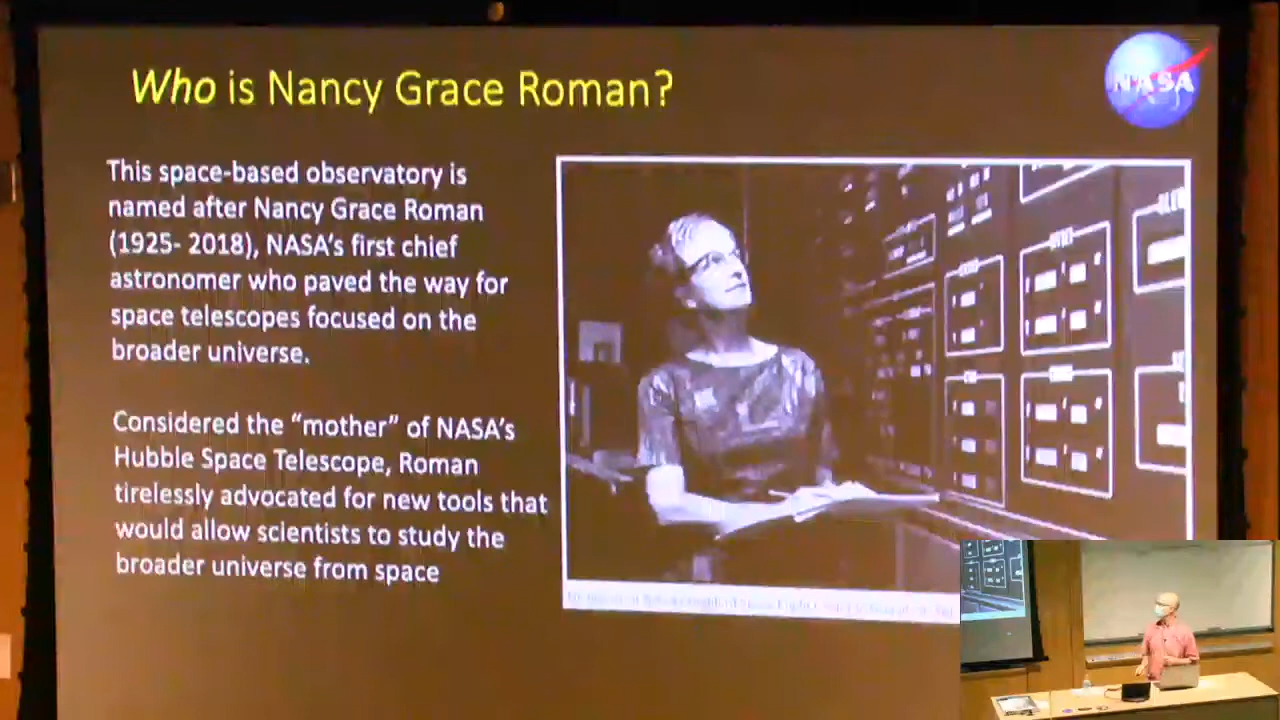 Who is Nancy Grace Roman?
NASA
This space-based observatory is
named after Nancy Grace Roman
(1925- 2018), NASA's first chief
astronomer who paved the way for
space telescopes focused on the
broader universe.
Considered the “mother” of NASA's
Hubble Space Telescope, Roman
tirelessly advocated for new tools that
would allow scientists to study the
broader universe from space